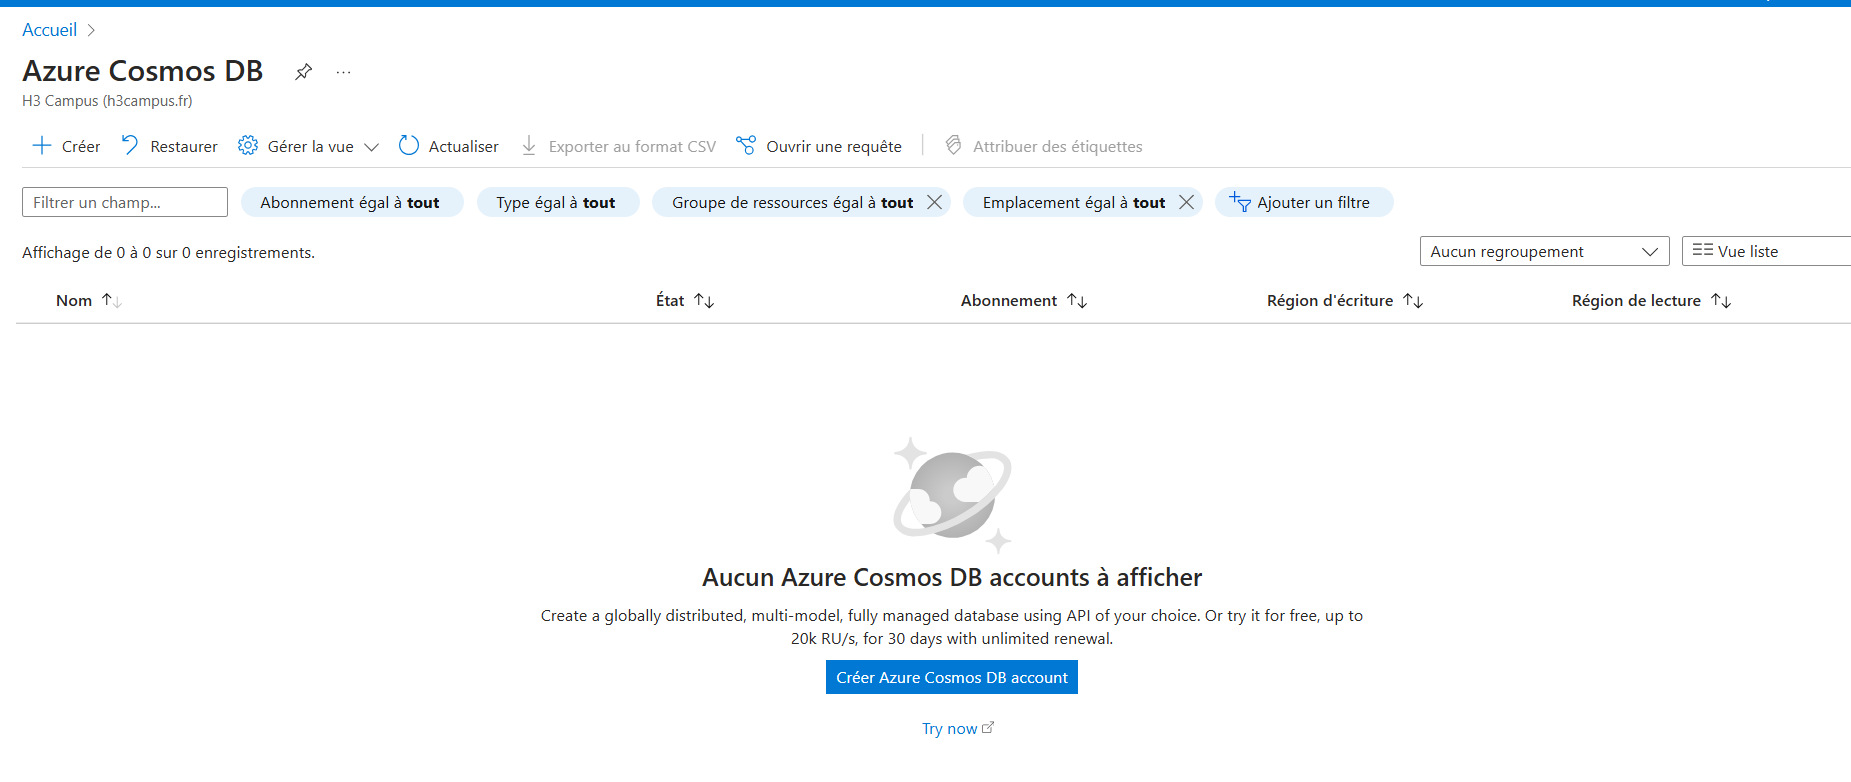 Accueil
Azure Cosmos DB
H3 Campus (h3campus.fr)
Créer Restaurer Gérer la vue Actualiser Exporter au format CSV Ouvrir une requête Attribuer des étiquettes
Filtrer un champ... Abonnement égal à tout Type égal à tout Groupe de ressources égal à tout Emplacement égal à tout Ajouter un filtre
Affichage de 0 à 0 sur 0 enregistrements. Aucun regroupement Vue liste
Nom État Abonnement Région d'écriture Région de lecture
Aucun Azure Cosmos DB accounts à afficher
Create a globally distributed, multi-model, fully managed database using API of your choice. Or try it for free, up to
20k RU/s, for 30 days with unlimited renewal.
Créer Azure Cosmos DB account
Try now